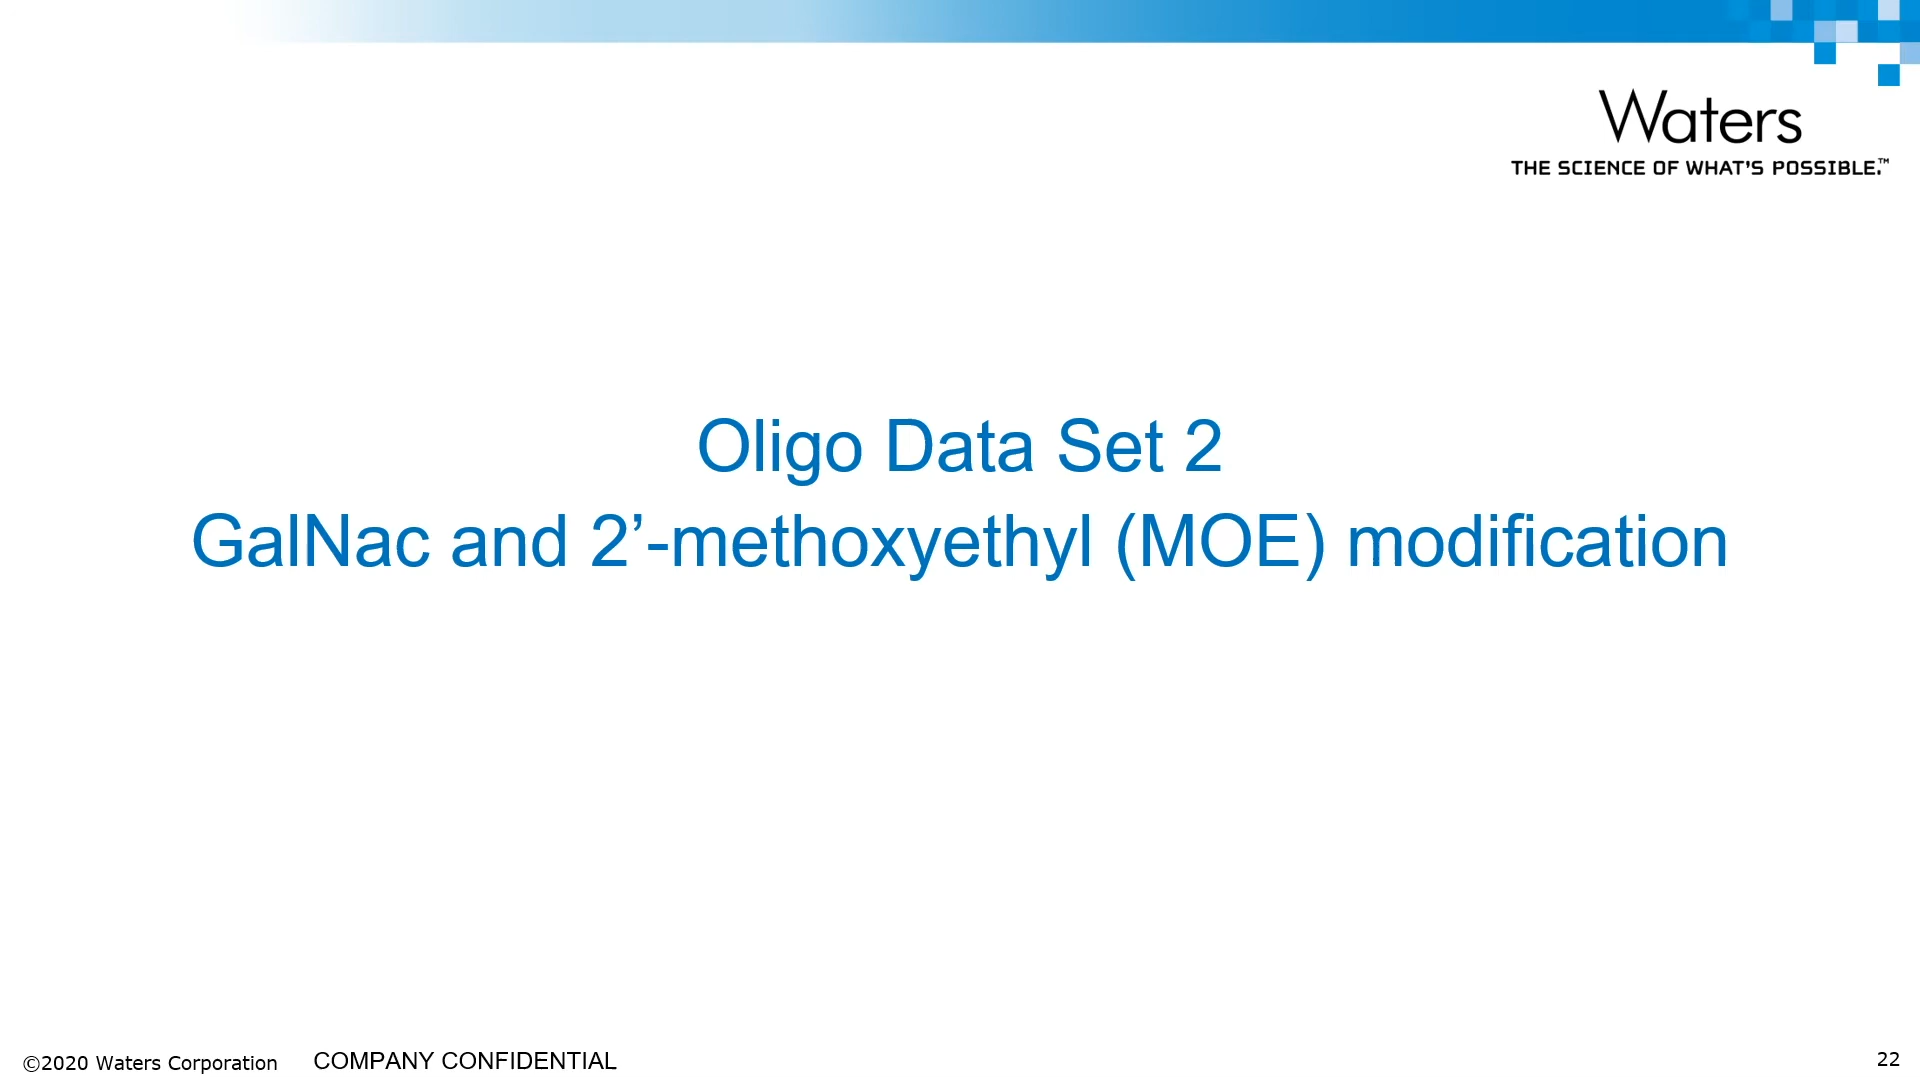 Waters
THE SCIENCE OF WHAT'S POSSIBLE.™
Oligo Data Set 2
GalNac and 2’-methoxyethyl (MOE) modification
©2020 Waters Corporation COMPANY CONFIDENTIAL 22